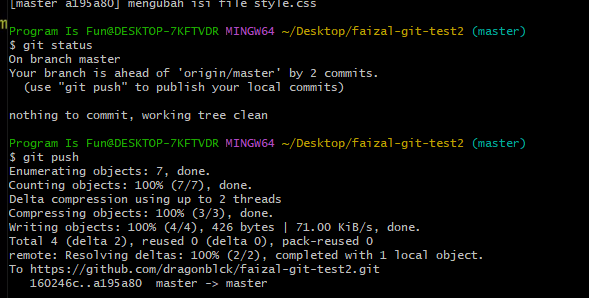 [master a195a80] mengubah isi file style.css
m
Program Is Fun@DESKTOP-7KFTVDR MINGW64 ~/Desktop/faizal-git-test2 (master)
$ git status
On branch master
Your branch is ahead of 'origin/master' by 2 commits.
(use "git push" to publish your local commits)
nothing to commit, working tree clean
Program Is Fun@DESKTOP-7KFTVDR MINGW64 ~/Desktop/faizal-git-test2 (master)
$ git push
Enumerating objects: 7, done.
Counting objects: 100% (7/7), done.
Delta compression using up to 2 threads
Compressing objects: 100% (3/3), done.
Writing objects: 100% (4/4), 426 bytes | 71.00 KiB/s, done.
Total 4 (delta 2), reused 0 (delta 0), pack-reused 0
remote: Resolving deltas: 100% (2/2), completed with 1 local object.
To https://github.com/dragonblck/faizal-git-test2.git
160246c..a195a80  master -> master